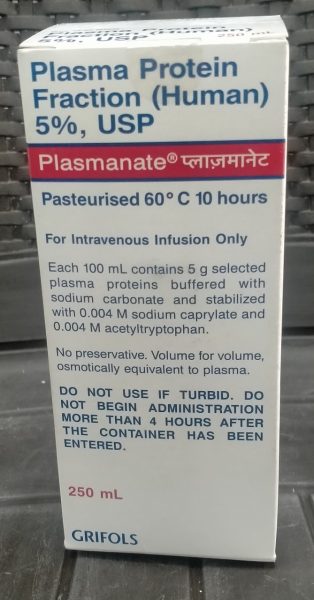 250 mL
Plasma Protein
Fraction (Human)
5%, USP
Plasmanate® प्लाज़मानेट
Pasteurised 60° C 10 hours
For Intravenous Infusion Only
Each 100 mL contains 5 g selected
plasma proteins buffered with
sodium carbonate and stabilized
with 0.004 M sodium caprylate and
0.004 M acetyltryptophan.
No preservative. Volume for volume,
osmotically equivalent to plasma.
DO NOT USE IF TURBID. DO
NOT BEGIN ADMINISTRATION
MORE THAN 4 HOURS AFTER
THE CONTAINER HAS BEEN
ENTERED.
250 mL
GRIFOLS